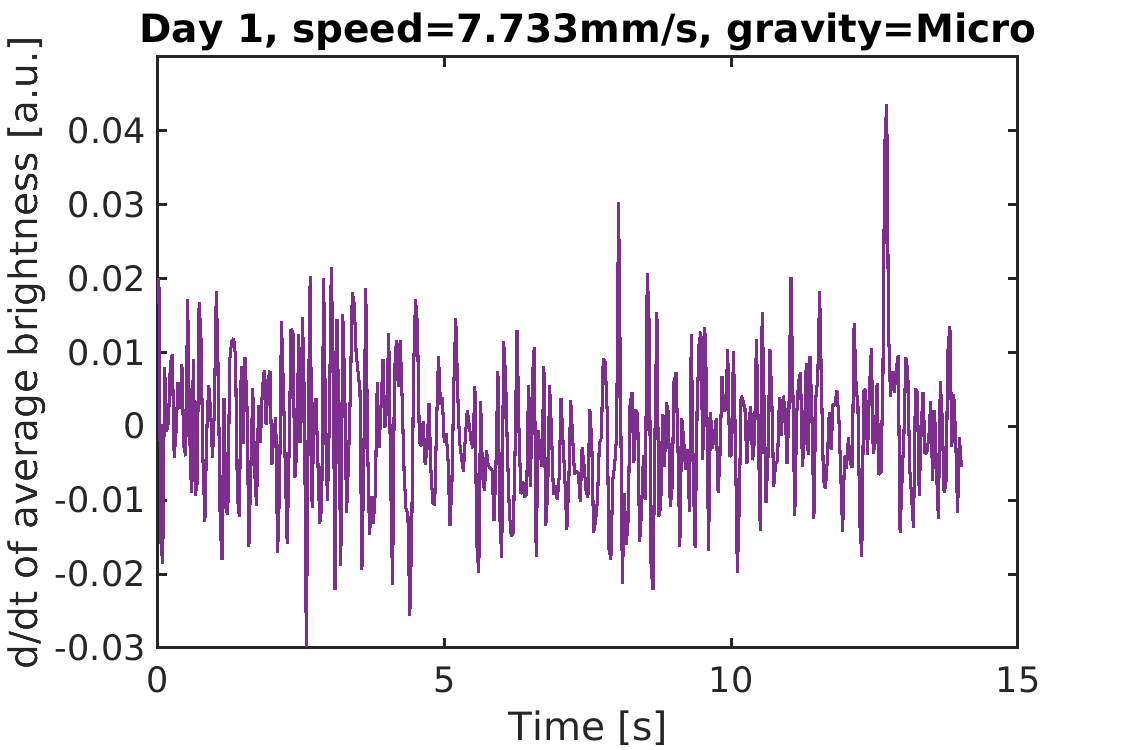 Day 1, speed=7.733mm/s, gravity=Micro
d/dt of average brightness [a.u.]
0.04
0.03
0.02
0.01
0
-0.01
-0.02
-0.03
0 5 10 15
Time [s]